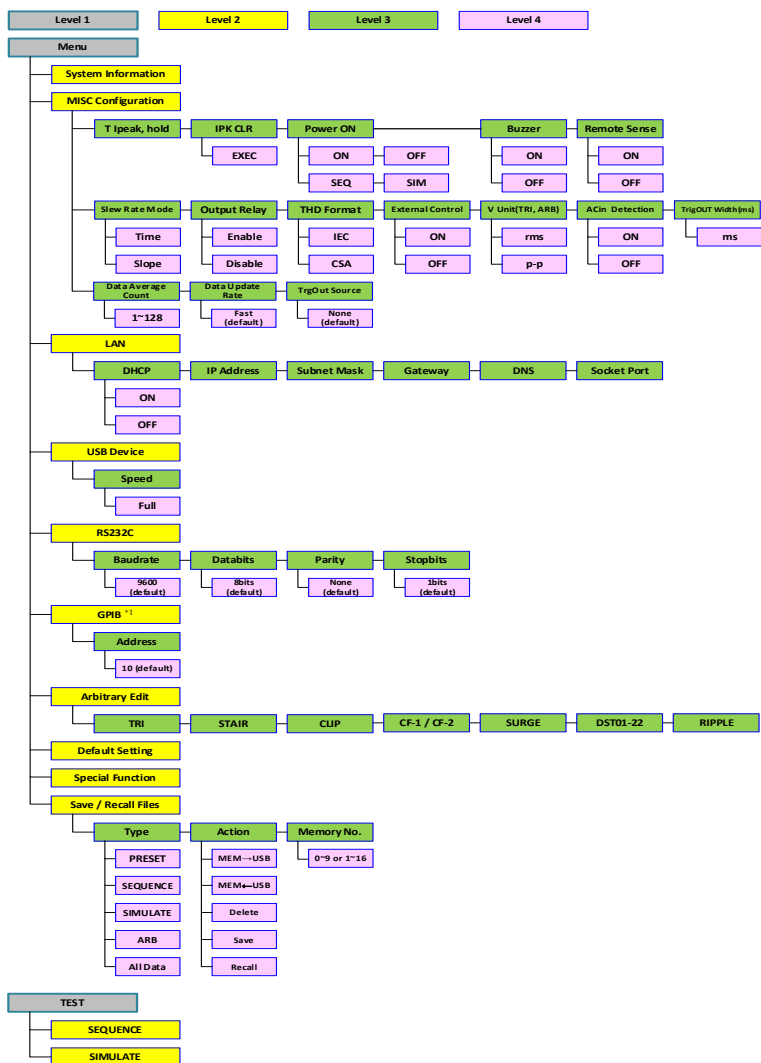 Level 1 Level 2 Level 3 Level 4
Menu
System Information
MISC Configuration
T Ipeak, hold IPK CLR Power ON Buzzer Remote Sense
EXEC ON OFF ON ON
SEQ SIM OFF OFF
Slew Rate Mode Output Relay THD Format External Control V Unit(TRI, ARB) ACin Detection TrigOUT Width(ms)
Time Enable IEC ON rms ON ms
Slope Disable CSA OFF p-p OFF
Data Average Count Data Update Rate TrgOut Source
1~128 Fast (default) None (default)
LAN
DHCP IP Address Subnet Mask Gateway DNS Socket Port
ON
OFF
USB Device
Speed
Full
RS232C
Baudrate Databits Parity Stopbits
9600 (default) 8bits (default) None (default) 1bits (default)
GPIB *1
Address
10 (default)
Arbitrary Edit
TRI STAIR CLIP CF-1 / CF-2 SURGE DST01-22 RIPPLE
Default Setting
Special Function
Save / Recall Files
Type Action Memory No.
PRESET MEM→USB 0~9 or 1~16
SEQUENCE MEM←USB
SIMULATE Delete
ARB Save
All Data Recall
TEST
SEQUENCE
SIMULATE